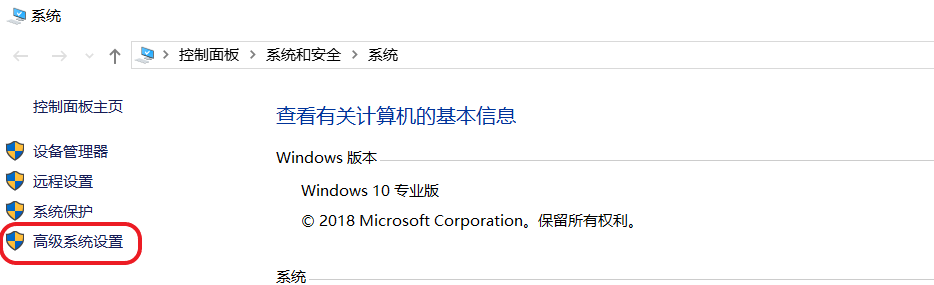 系统
控制面板 系统和安全 系统
控制面板主页
设备管理器
远程设置
系统保护
高级系统设置
查看有关计算机的基本信息
Windows 版本
Windows 10 专业版
© 2018 Microsoft Corporation。保留所有权利。
系统